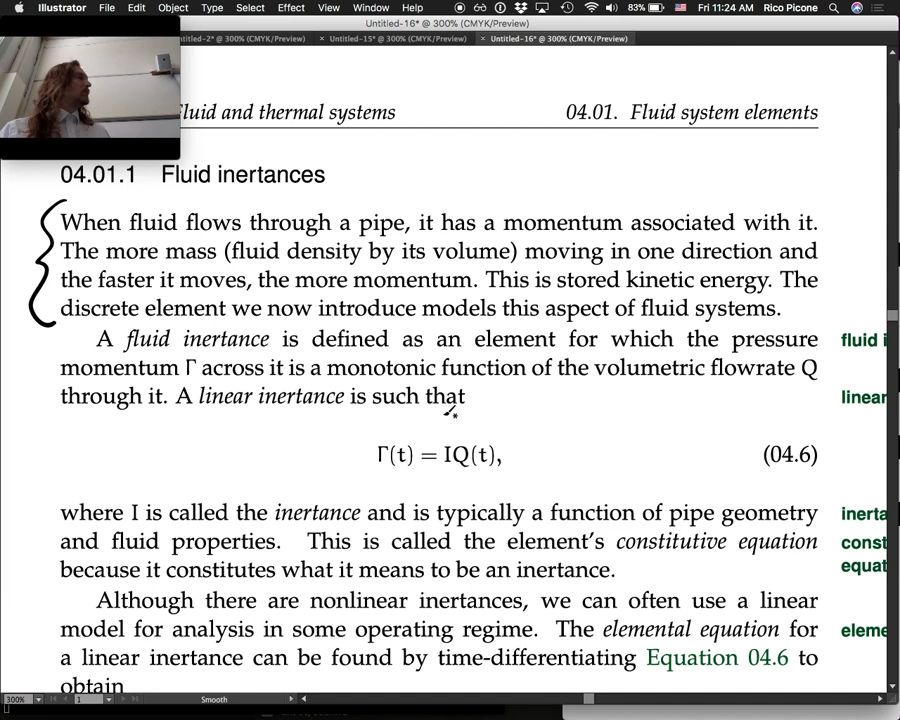 Illustrator File Edit Object Type Select Effect View Window Help 83% Fri 11:24 AM Rico Picone
Untitled-16* @ 300% (CMYK/Preview)
titled-2* @ 300% (CMYK/Preview) × Untitled-15* @ 300% (CMYK/Preview) × Untitled-16* @ 300% (CMYK/Preview)
Fluid and thermal systems 04.01. Fluid system elements
04.01.1 Fluid inertances
When fluid flows through a pipe, it has a momentum associated with it.
The more mass (fluid density by its volume) moving in one direction and
the faster it moves, the more momentum. This is stored kinetic energy. The
discrete element we now introduce models this aspect of fluid systems.
A fluid inertance is defined as an element for which the pressure fluid i
momentum Γ across it is a monotonic function of the volumetric flowrate Q
through it. A linear inertance is such that linear
Γ(t) = IQ(t), (04.6)
where I is called the inertance and is typically a function of pipe geometry inerta
and fluid properties. This is called the element's constitutive equation const
because it constitutes what it means to be an inertance. equat
Although there are nonlinear inertances, we can often use a linear
model for analysis in some operating regime. The elemental equation for eleme
a linear inertance can be found by time-differentiating Equation 04.6 to
obtain
300% 1 Smooth